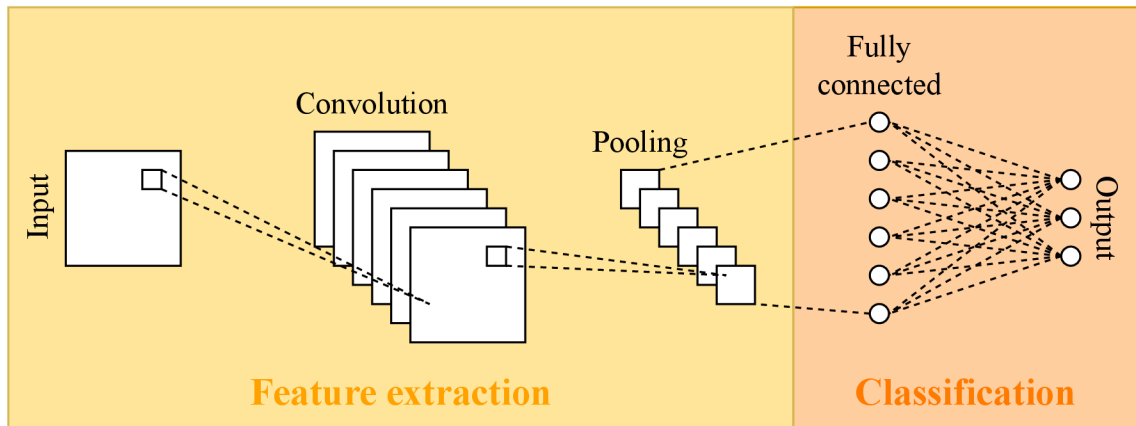 Input
Convolution
Pooling
Fully
connected
Output
Feature extraction
Classification